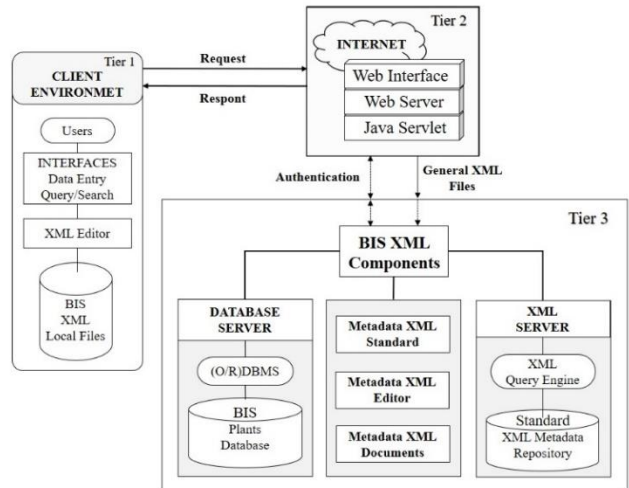 Tier 1
CLIENT
ENVIRONMET
Users
INTERFACES
Data Entry
Query/Search
XML Editor
BIS
XML
Local Files
Request
Respont
Tier 2
INTERNET
Web Interface
Web Server
Java Servlet
Authentication
General XML
Files
Tier 3
BIS XML
Components
DATABASE
SERVER
(O/R)DBMS
BIS
Plants
Database
Metadata XML
Standard
Metadata XML
Editor
Metadata XML
Documents
XML
SERVER
XML
Query Engine
Standard
XML Metadata
Repository